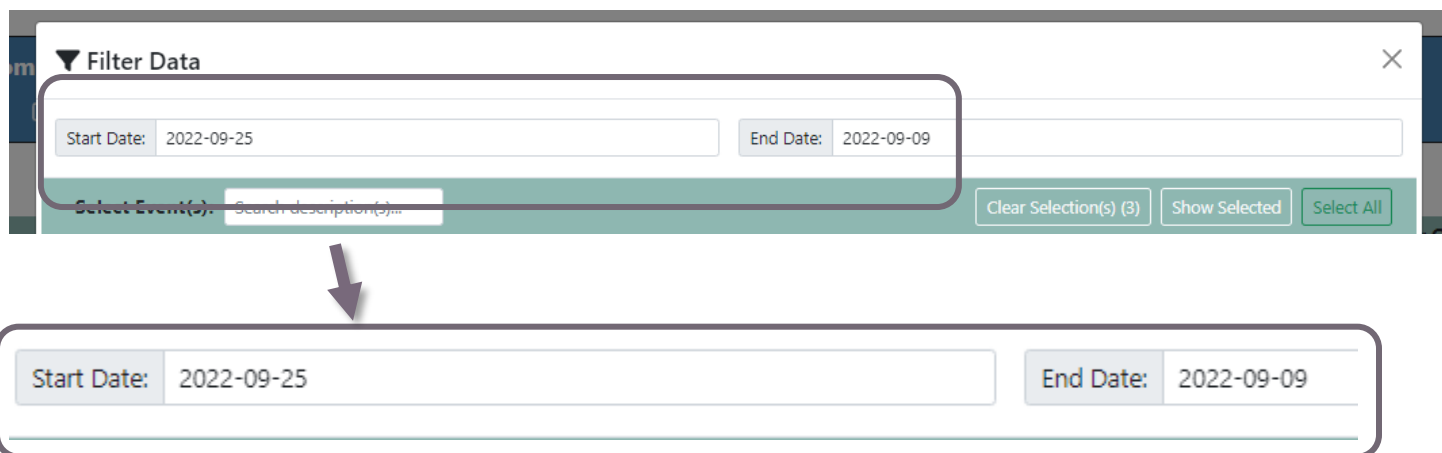 Filter Data
Start Date: 2022-09-25 End Date: 2022-09-09
Select Event(s): Search description(s)... Clear Selection(s) (3) Show Selected Select All
Start Date: 2022-09-25 End Date: 2022-09-09